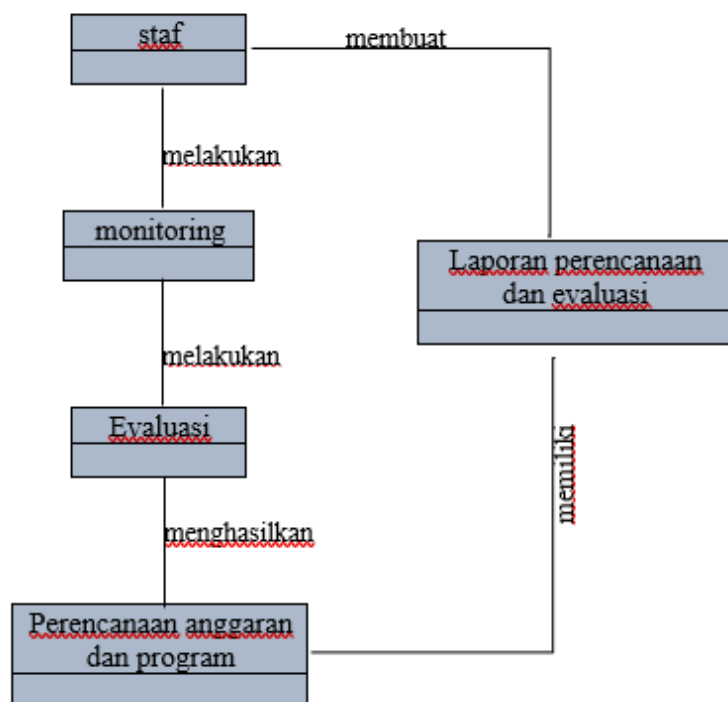 staf
membuat
melakukan
monitoring
Laporan perencanaan
dan evaluasi
melakukan
Evaluasi
memiliki
menghasilkan
Perencanaan anggaran
dan program